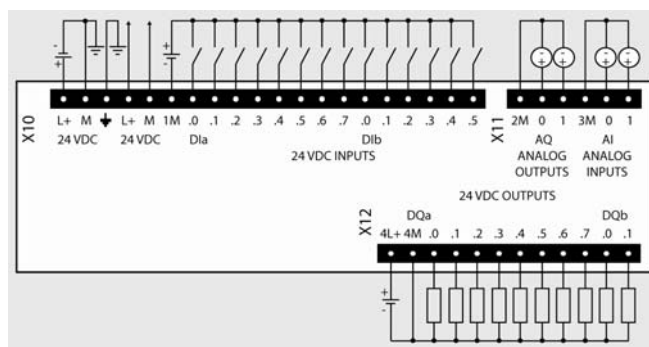 X10
L+ M L+ M 1M .0 .1 .2 .3 .4 .5 .6 .7 .0 .1 .2 .3 .4 .5
24 VDC 24 VDC DIa DIb
24 VDC INPUTS
X11
2M 0 1 3M 0 1
AQ AI
ANALOG ANALOG
OUTPUTS INPUTS
24 VDC OUTPUTS
X12
DQa DQb
4L+ 4M .0 .1 .2 .3 .4 .5 .6 .7 .0 .1